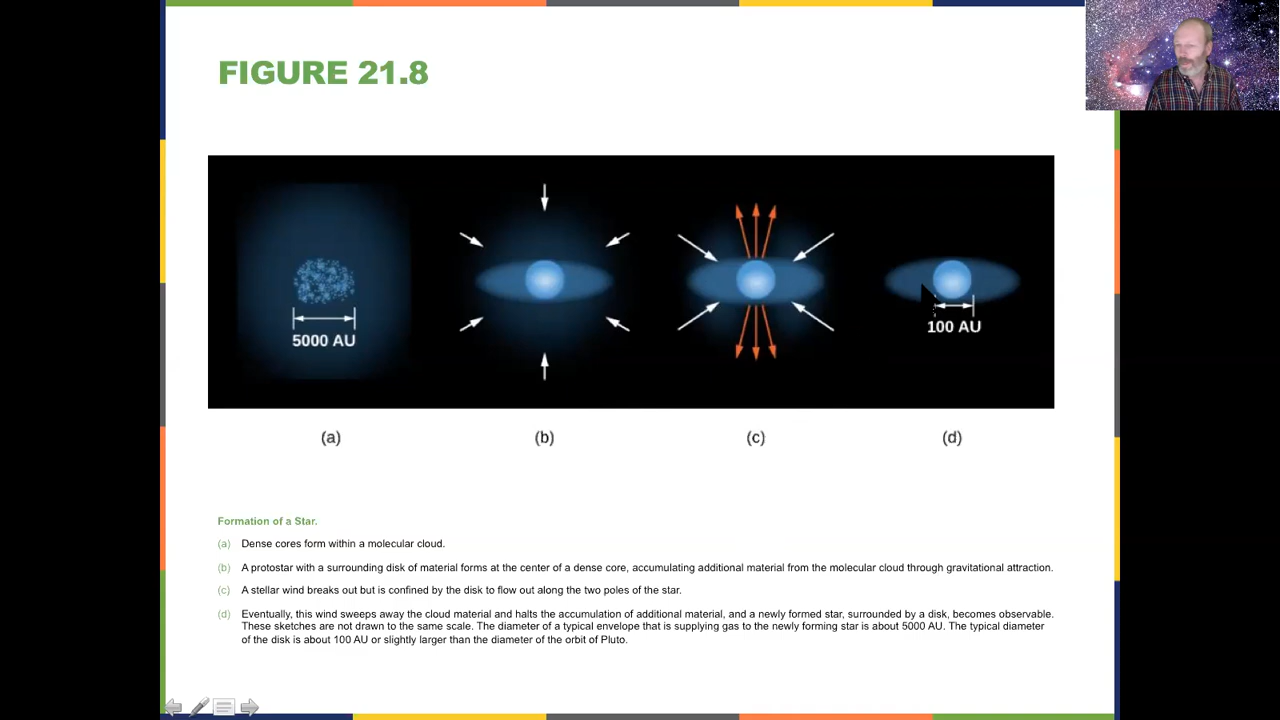 FIGURE 21.8
5000 AU
100 AU
(a)
(b)
(c)
(d)
Formation of a Star.
(a) Dense cores form within a molecular cloud.
(b) A protostar with a surrounding disk of material forms at the center of a dense core, accumulating additional material from the molecular cloud through gravitational attraction.
(c) A stellar wind breaks out but is confined by the disk to flow out along the two poles of the star.
(d) Eventually, this wind sweeps away the cloud material and halts the accumulation of additional material, and a newly formed star, surrounded by a disk, becomes observable.
These sketches are not drawn to the same scale. The diameter of a typical envelope that is supplying gas to the newly forming star is about 5000 AU. The typical diameter
of the disk is about 100 AU or slightly larger than the diameter of the orbit of Pluto.